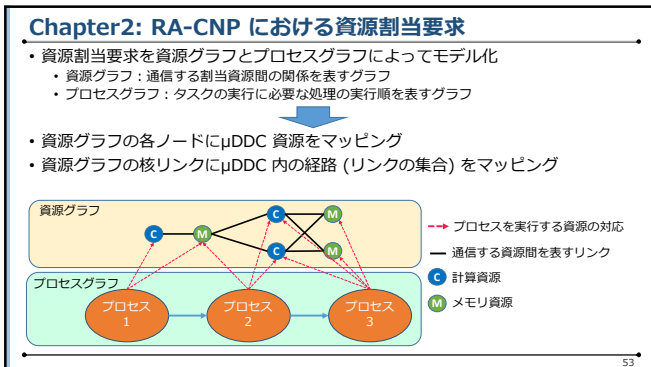 Chapter2: RA-CNP における資源割当要求
• 資源割当要求を資源グラフとプロセスグラフによってモデル化
• 資源グラフ：通信する割当資源間の関係を表すグラフ
• プロセスグラフ：タスクの実行に必要な処理の実行順を表すグラフ
• 資源グラフの各ノードにμDDC 資源をマッピング
• 資源グラフの核リンクにμDDC 内の経路 (リンクの集合) をマッピング
資源グラフ
C
M
C
M
C
M
プロセスを実行する資源の対応
通信する資源間を表すリンク
C 計算資源
M メモリ資源
プロセスグラフ
プロセス
1
プロセス
2
プロセス
3
53